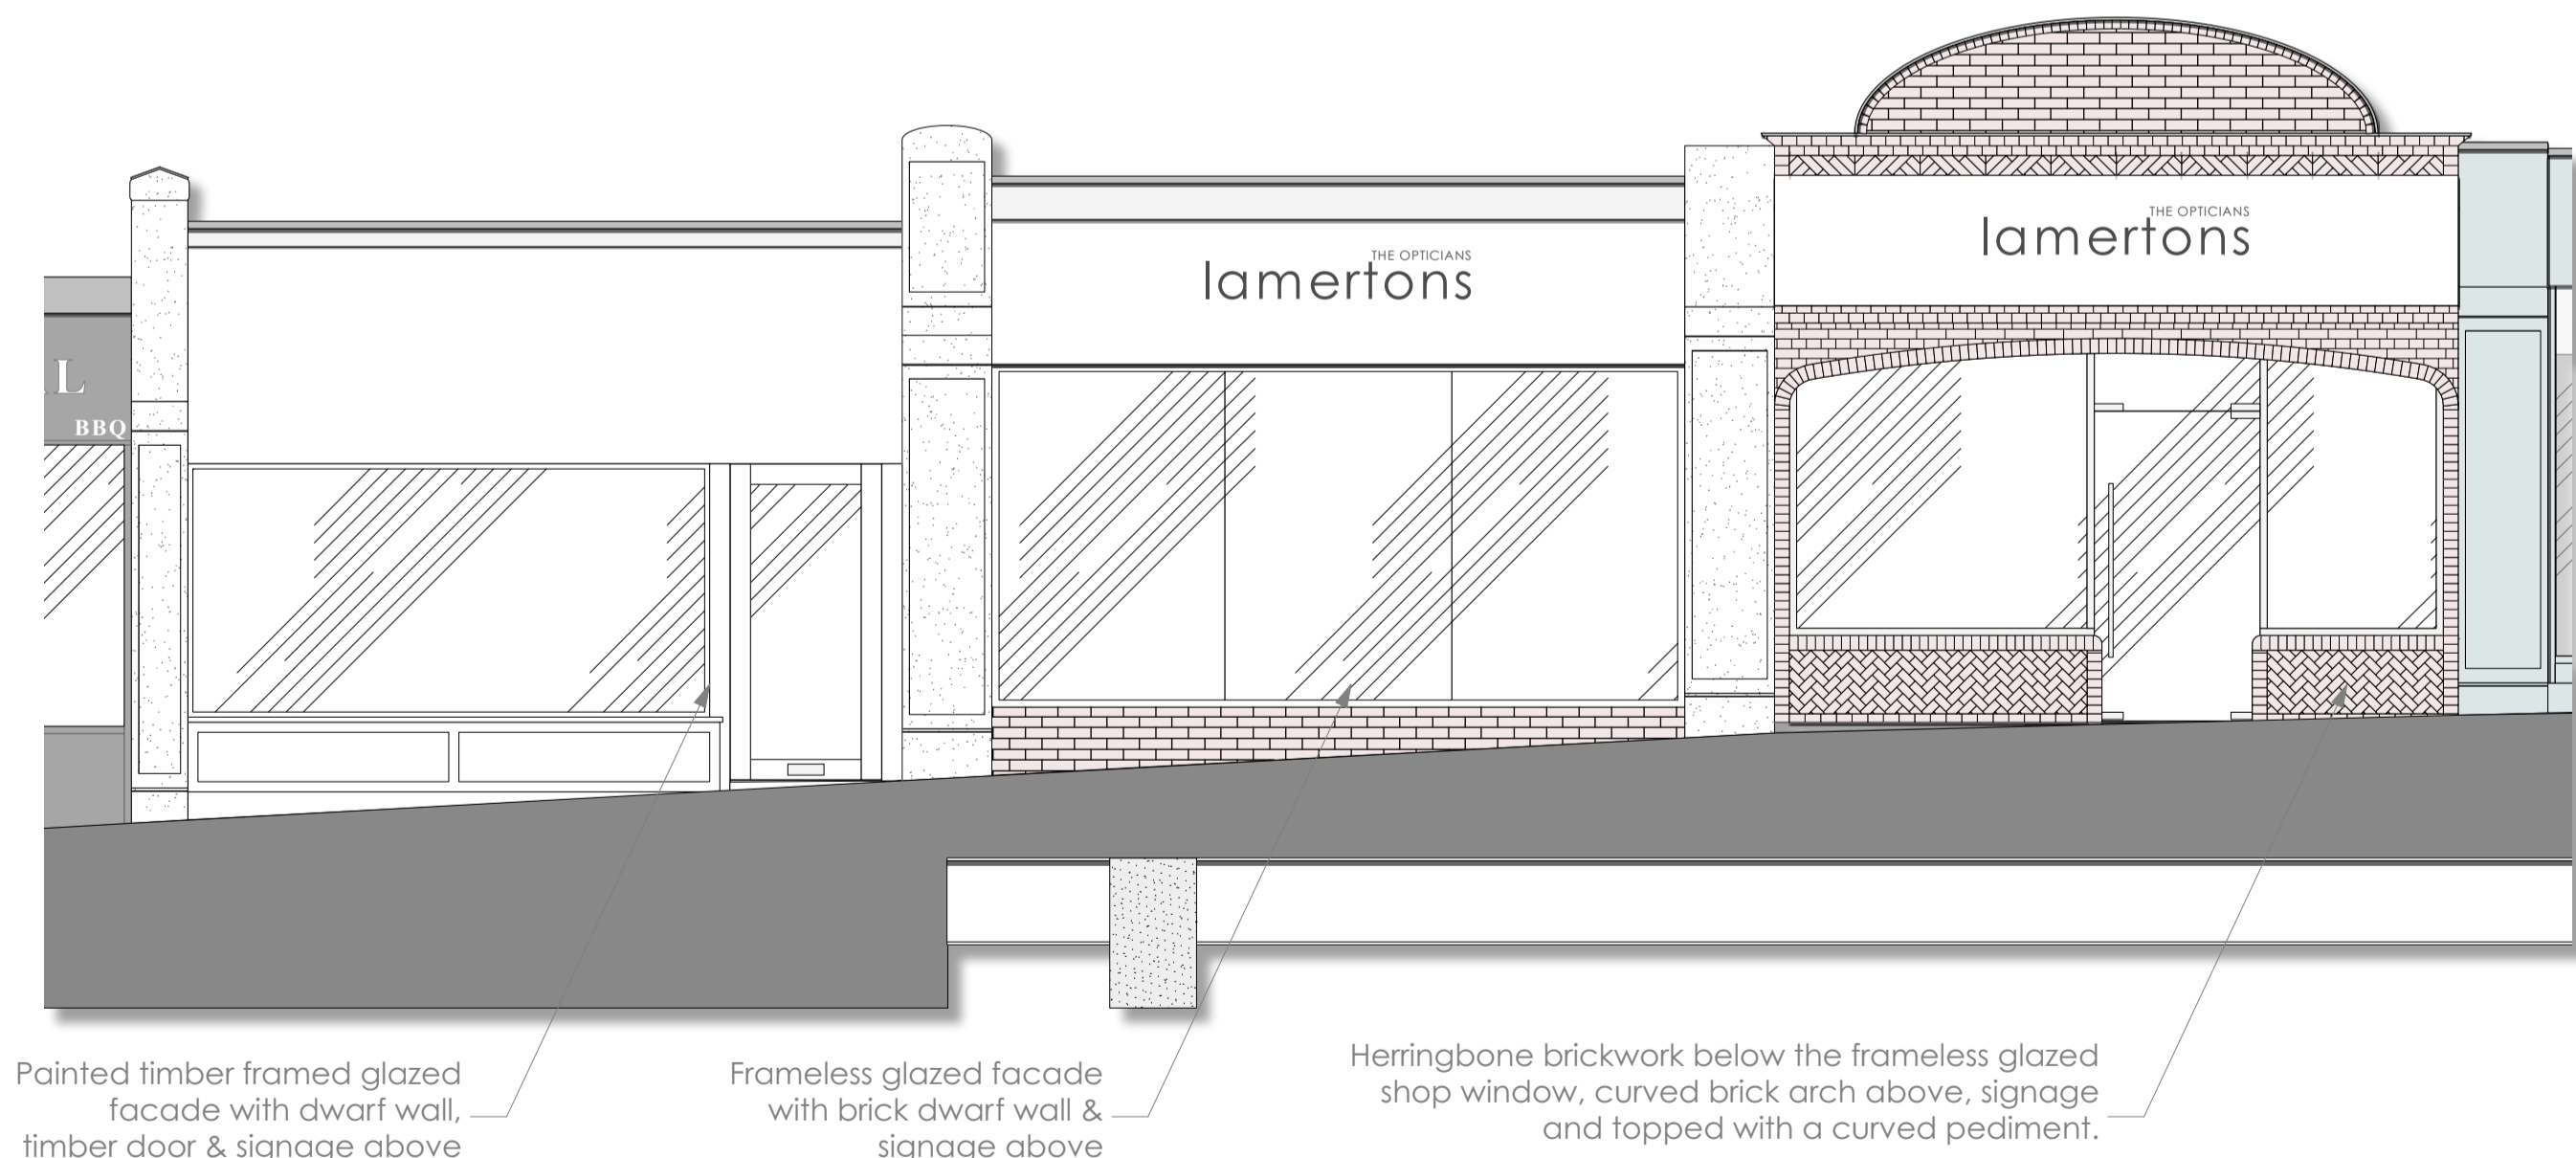 THE OPTICIANS
lamertons
THE OPTICIANS
lamertons
L
BBQ
Painted timber framed glazed
facade with dwarf wall,
timber door & signage above
Frameless glazed facade
with brick dwarf wall &
signage above
Herringbone brickwork below the frameless glazed
shop window, curved brick arch above, signage
and topped with a curved pediment.